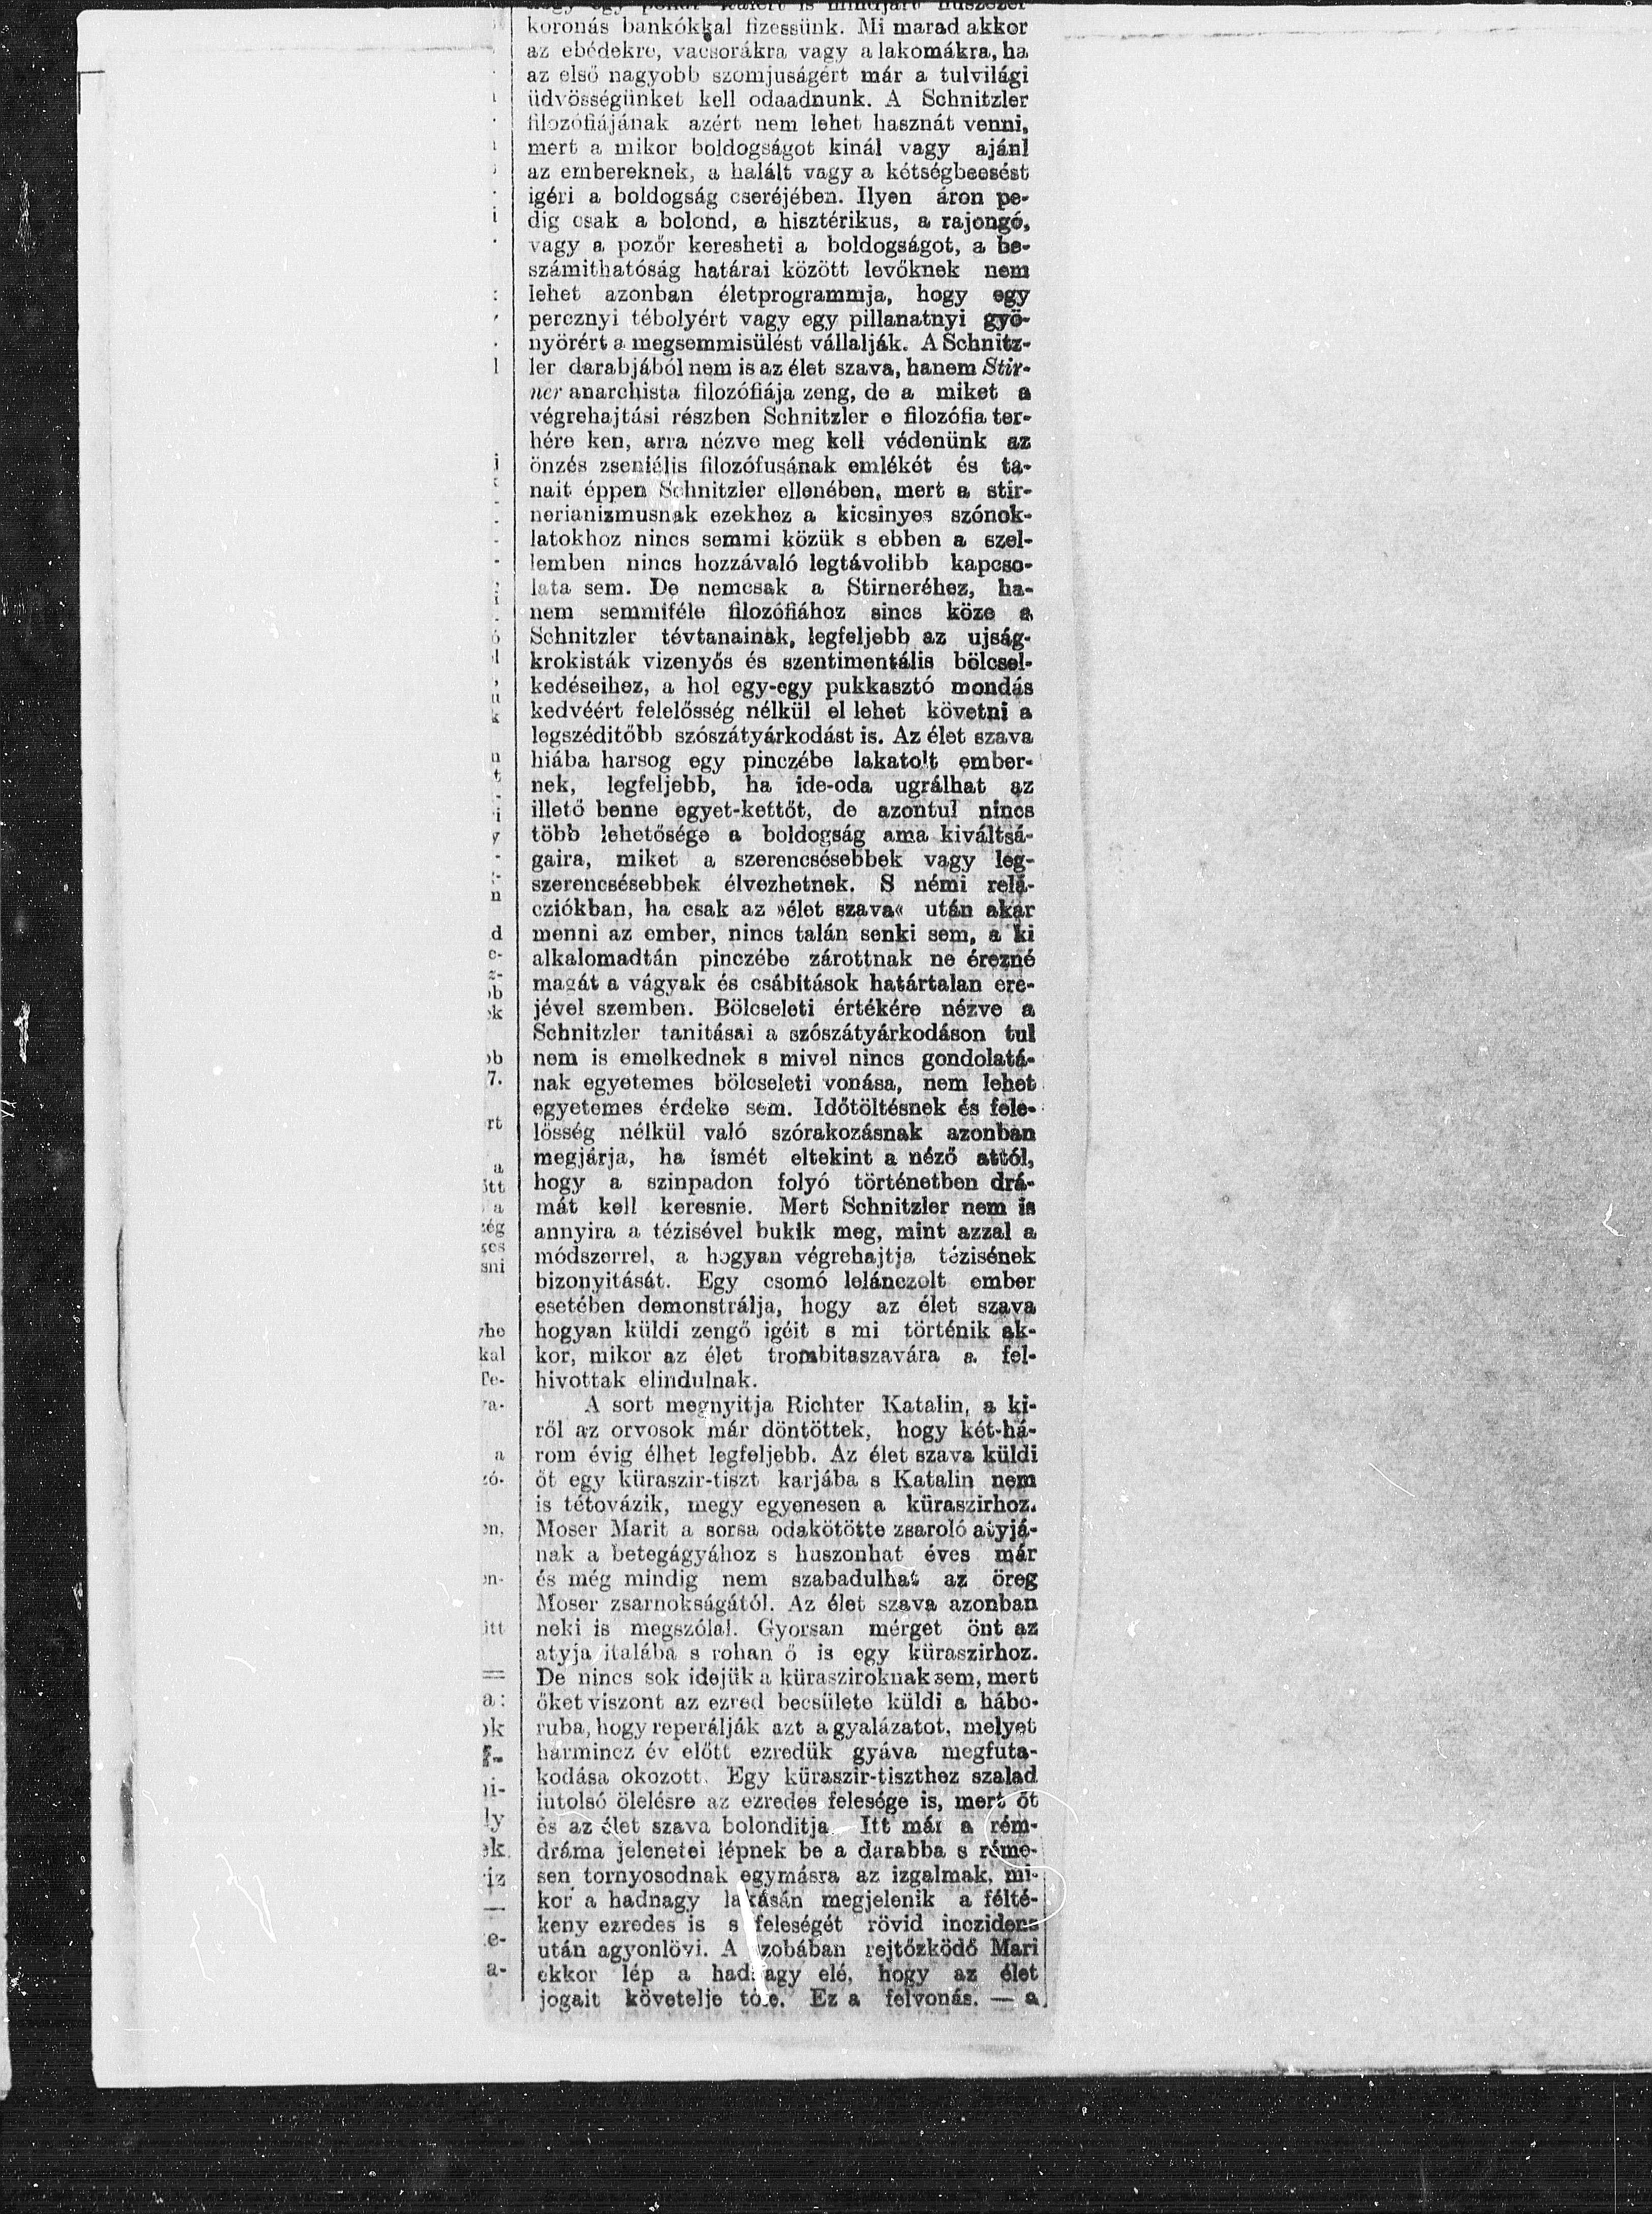 hogy egy pohár is mindjárt huszezer
koronás bankókkal fizessünk. Mi marad akkor
az ebédekre, vacsorákra vagy a lakomákra, ha
az első nagyobb szomjuságért már a tulvilági
üdvösségünket kell odaadnunk. A Schnitzler
filozófiájának azért nem lehet hasznát venni,
mert a mikor boldogságot kinál vagy ajánl
az embereknek, a halált vagy a kétségbeesést
igéri a boldogság cseréjében. Ilyen áron pe-
dig csak a bolond, a hisztérikus, a rajongó,
vagy a pozőr keresheti a boldogságot, a be-
számithatóság határai között levőknek nem
lehet azonban életprogrammja, hogy egy
percznyi tébolyért vagy egy pillanatnyi gyö-
nyörért a megsemmisülést vállalják. A Schnitz-
ler darabjából nem is az élet szava, hanem Stir-
ner anarchista filozófiája zeng, de a miket a
végrehajtási részben Schnitzler e filozófia ter-
hére ken, arra nézve meg kell védenünk az
önzés zseniális filozófusának emlékét és ta-
nait éppen Schnitzler ellenében, mert a stir-
nerianizmusnak ezekhez a kicsinyes szónok-
latokhoz nincs semmi közük s ebben a szel-
lemben nincs hozzávaló legtávolibb kapcso-
lata sem. De nemcsak a Stirneréhez, ha-
nem semmiféle filozófiához sincs köze a
Schnitzler tévtanainak, legfeljebb az ujság-
krokisták vizenyős és szentimentális bölcsel-
kedéseihez, a hol egy-egy pukkasztó mondás
kedvéért felelősség nélkül el lehet követni a
legszéditőbb szószátyárkodást is. Az élet szava
hiába harsog egy pinczébe lakatolt ember-
nek, legfeljebb, ha ide-oda ugrálhat az
illető benne egyet-kettőt, de azontul nincs
több lehetősége a boldogság ama kiváltsá-
gaira, miket a szerencsésebbek vagy leg-
szerencsésebbek élvezhetnek. S némi relá-
cziókban, ha csak az »élet szava« után akar
menni az ember, nincs talán senki sem, a ki
alkalomadtán pinczébe zárottnak ne érezné
magát a vágyak és csábitások határtalan ere-
jével szemben. Bölcseleti értékére nézve a
Schnitzler tanitásai a szószátyárkodáson tul
nem is emelkednek s mivel nincs gondolatá-
nak egyetemes bölcseleti vonása, nem lehet
egyetemes érdeke sem. Időtöltésnek és fele-
lösség nélkül való szórakozásnak azonban
megjárja, ha ismét eltekint a néző attól,
hogy a szinpadon folyó történetben drá-
mát kell keresnie. Mert Schnitzler nem is
annyira a tézisével bukik meg, mint azzal a
módszerrel, a hogyan végrehajtja tézisének
bizonyitását. Egy csomó leláncz­olt ember
esetében demonstrálja, hogy az élet szava
hogyan küldi zengő igéit s mi történik ak-
kor, mikor az élet trombitaszavára a fel-
hivottak elindulnak.
A sort megnyitja Richter Katalin, a ki-
ről az orvosok már döntöttek, hogy két-há-
rom évig élhet legfeljebb. Az élet szava küldi
őt egy küraszir-tiszt karjába s Katalin nem
is tétovázik, megy egyenesen a küraszirhoz.
Moser Marit a sorsa odakötötte zsaroló atyjá-
nak a betegágyához s huszonhat éves már
és még mindig nem szabadulhat az öreg
Moser zsarnokságától. Az élet szava azonban
neki is megszólal. Gyorsan mérget önt az
atyja italába s rohan ő is egy küraszirhoz.
De nincs sok idejük a krüasziroknak sem, mert
őket viszont az ezred becsülete küldi a hábo-
ruba, hogy reperálják azt a gyalázatot, melyet
harmincz év előtt ezredük gyáva megfuta-
kodása okozott. Egy küraszir-tiszthez szalad
iutolsó ölelésre az ezredes felesége is, mert őt
és az élet szava bolonditja. Itt már a rém-
dráma jelenetei lépnek be a darabba s réme-
sen tornyosodnak egymásra az izgalmak, mi-
kor a hadnagy lakásán megjelenik a félté-
keny ezredes is s feleségét rövid inczidens
után agyonlövi. A szobában rejtőzködő Mari
ekkor lép a hadnagy elé, hogy az élet
jogait követelje tőle. Ez a felvonás. — a